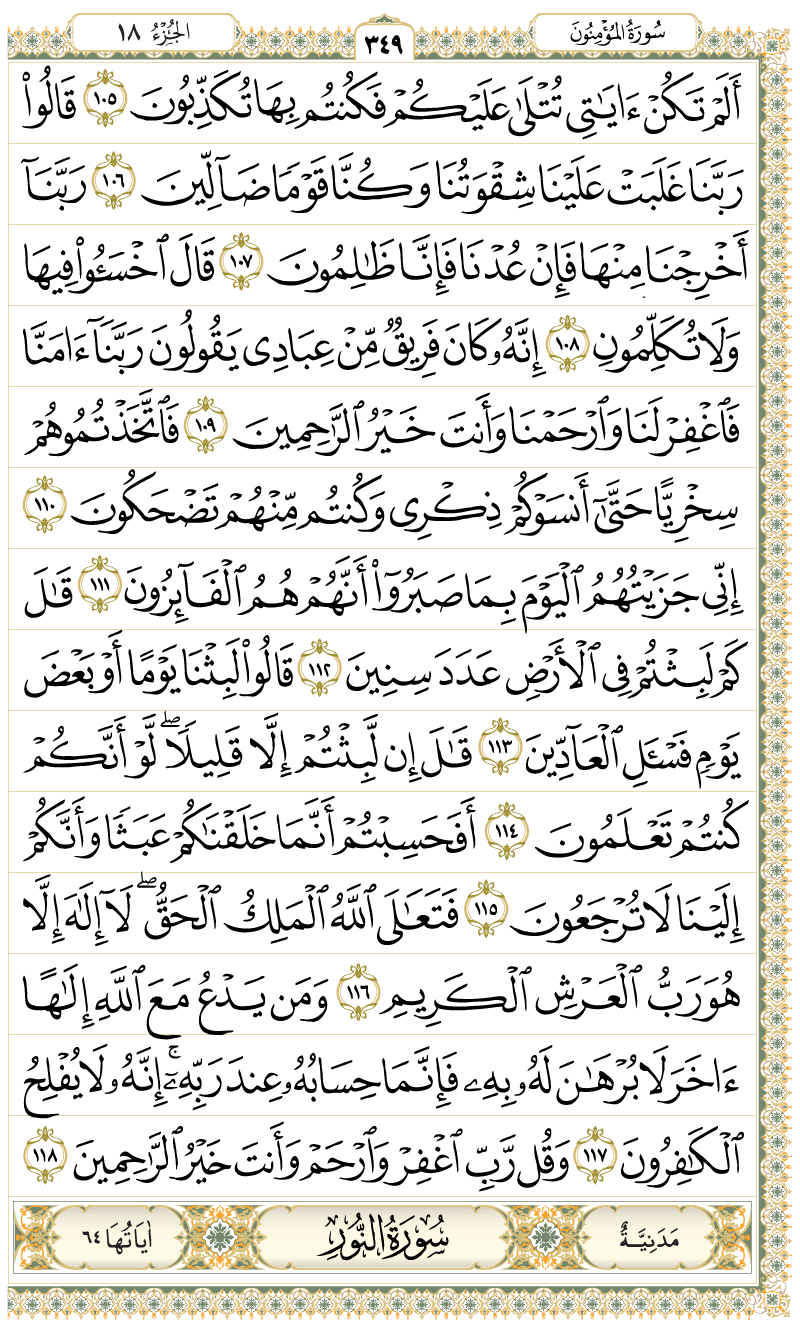 سُورَةُ المُؤْمِنُونَ ٣٤٩ الجُزْءُ ١٨
أَلَمْ تَكُنْ ءَايَٰتِى تُتْلَىٰ عَلَيْكُمْ فَكُنتُم بِهَا تُكَذِّبُونَ ١٠٥ قَالُوا۟
رَبَّنَا غَلَبَتْ عَلَيْنَا شِقْوَتُنَا وَكُنَّا قَوْمًا ضَآلِّينَ ١٠٦ رَبَّنَآ
أَخْرِجْنَا مِنْهَا فَإِنْ عُدْنَا فَإِنَّا ظَٰلِمُونَ ١٠٧ قَالَ ٱخْسَـُٔوا۟ فِيهَا
وَلَا تُكَلِّمُونِ ١٠٨ إِنَّهُۥ كَانَ فَرِيقٌ مِّنْ عِبَادِى يَقُولُونَ رَبَّنَآ ءَامَنَّا
فَٱغْفِرْ لَنَا وَٱرْحَمْنَا وَأَنتَ خَيْرُ ٱلرَّٰحِمِينَ ١٠٩ فَٱتَّخَذْتُمُوهُمْ
سِخْرِيًّا حَتَّىٰٓ أَنسَوْكُمْ ذِكْرِى وَكُنتُم مِّنْهُمْ تَضْحَكُونَ ١١٠
إِنِّى جَزَيْتُهُمُ ٱلْيَوْمَ بِمَا صَبَرُوٓا۟ أَنَّهُمْ هُمُ ٱلْفَآئِزُونَ ١١١ قَٰلَ
كَمْ لَبِثْتُمْ فِى ٱلْأَرْضِ عَدَدَ سِنِينَ ١١٢ قَالُوا۟ لَبِثْنَا يَوْمًا أَوْ بَعْضَ
يَوْمٍ فَسْـَٔلِ ٱلْعَآدِّينَ ١١٣ قَٰلَ إِن لَّبِثْتُمْ إِلَّا قَلِيلًا ۖ لَّوْ أَنَّكُمْ
كُنتُمْ تَعْلَمُونَ ١١٤ أَفَحَسِبْتُمْ أَنَّمَا خَلَقْنَٰكُمْ عَبَثًا وَأَنَّكُمْ
إِلَيْنَا لَا تُرْجَعُونَ ١١٥ فَتَعَٰلَى ٱللَّهُ ٱلْمَلِكُ ٱلْحَقُّ ۖ لَآ إِلَٰهَ إِلَّا
هُوَ رَبُّ ٱلْعَرْشِ ٱلْكَرِيمِ ١١٦ وَمَن يَدْعُ مَعَ ٱللَّهِ إِلَٰهًا
ءَاخَرَ لَا بُرْهَٰنَ لَهُۥ بِهِۦ فَإِنَّمَا حِسَابُهُۥ عِندَ رَبِّهِۦٓ ۚ إِنَّهُۥ لَا يُفْلِحُ
ٱلْكَٰفِرُونَ ١١٧ وَقُل رَّبِّ ٱغْفِرْ وَٱرْحَمْ وَأَنتَ خَيْرُ ٱلرَّٰحِمِينَ ١١٨
مَدَنِيَّةٌ سُورَةُ النُّورِ اٰيَاتُهَا ٦٤